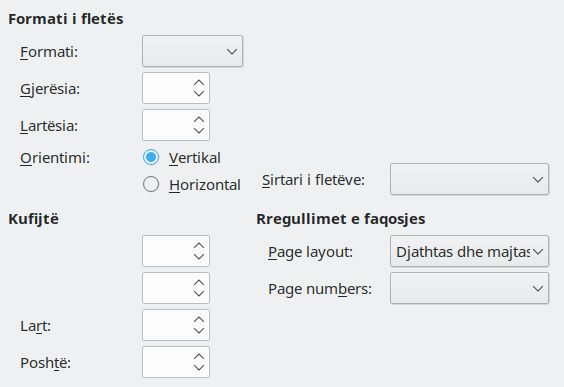 Formati i fletës
Formati:
Gjerësia:
Lartësia:
Orientimi:
Vertikal
Horizontal
Sirtari i fletëve:
Kufijtë
Rregullimet e faqosjes
Page layout:
Djathtas dhe majtas
Page numbers:
Lart:
Poshtë: